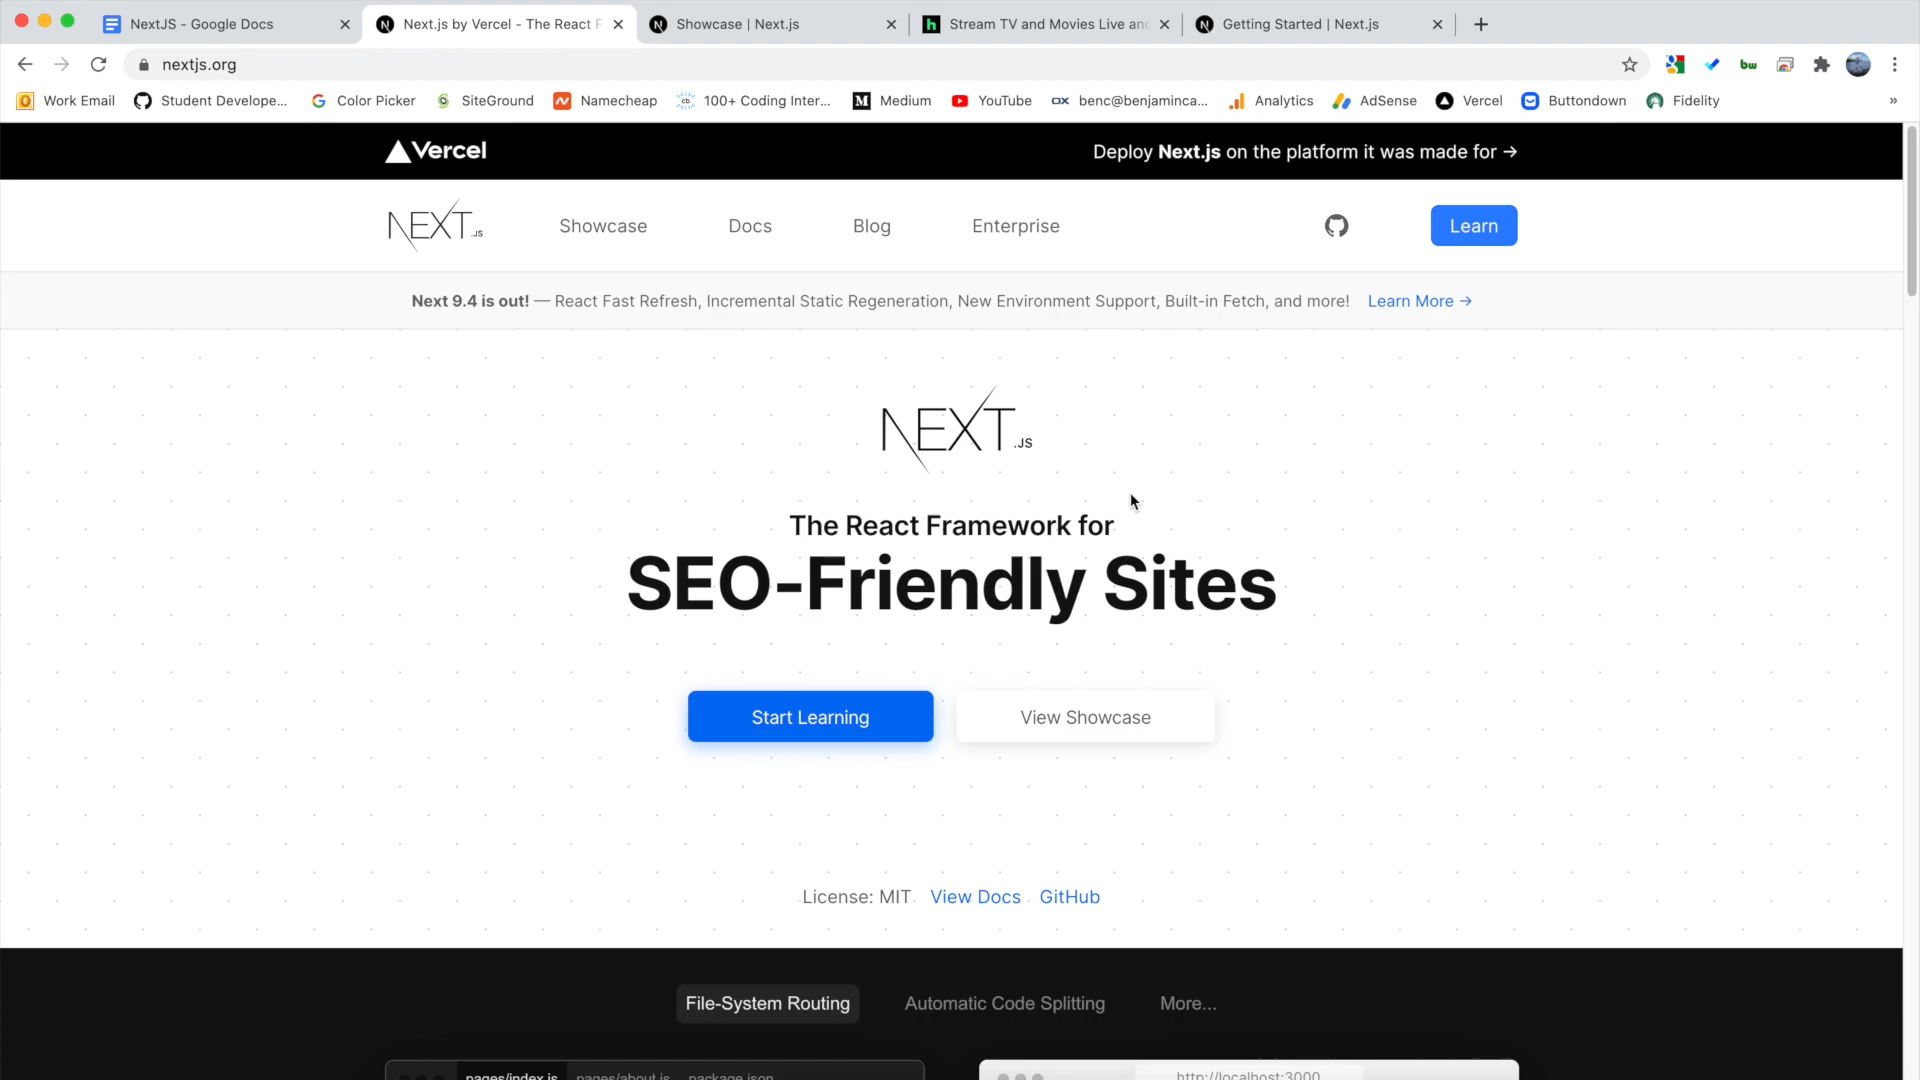 NextJS - Google Docs
Next.js by Vercel - The React F
Showcase | Next.js
Stream TV and Movies Live an
Getting Started | Next.js
nextjs.org
bw
Work Email
Student Develope...
Color Picker
SiteGround
Namecheap
100+ Coding Inter...
Medium
YouTube
benc@benjaminca...
Analytics
AdSense
Vercel
Buttondown
Fidelity
»
Vercel
Deploy Next.js on the platform it was made for →
NEXT.JS
Showcase
Docs
Blog
Enterprise
Learn
Next 9.4 is out! — React Fast Refresh, Incremental Static Regeneration, New Environment Support, Built-in Fetch, and more! Learn More →
NEXT.JS
The React Framework for
SEO-Friendly Sites
Start Learning
View Showcase
License: MIT View Docs GitHub
File-System Routing
Automatic Code Splitting
More...
pages/index.js
pages/about.js
package.json
http://localhost:3000